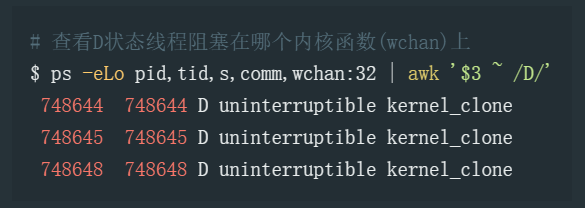 # 查看D状态线程阻塞在哪个内核函数(wchan)上
$ ps -eLo pid,tid,s,comm,wchan:32 | awk '$3 ~ /D/'
748644  748644 D uninterruptible kernel_clone
748645  748645 D uninterruptible kernel_clone
748648  748648 D uninterruptible kernel_clone